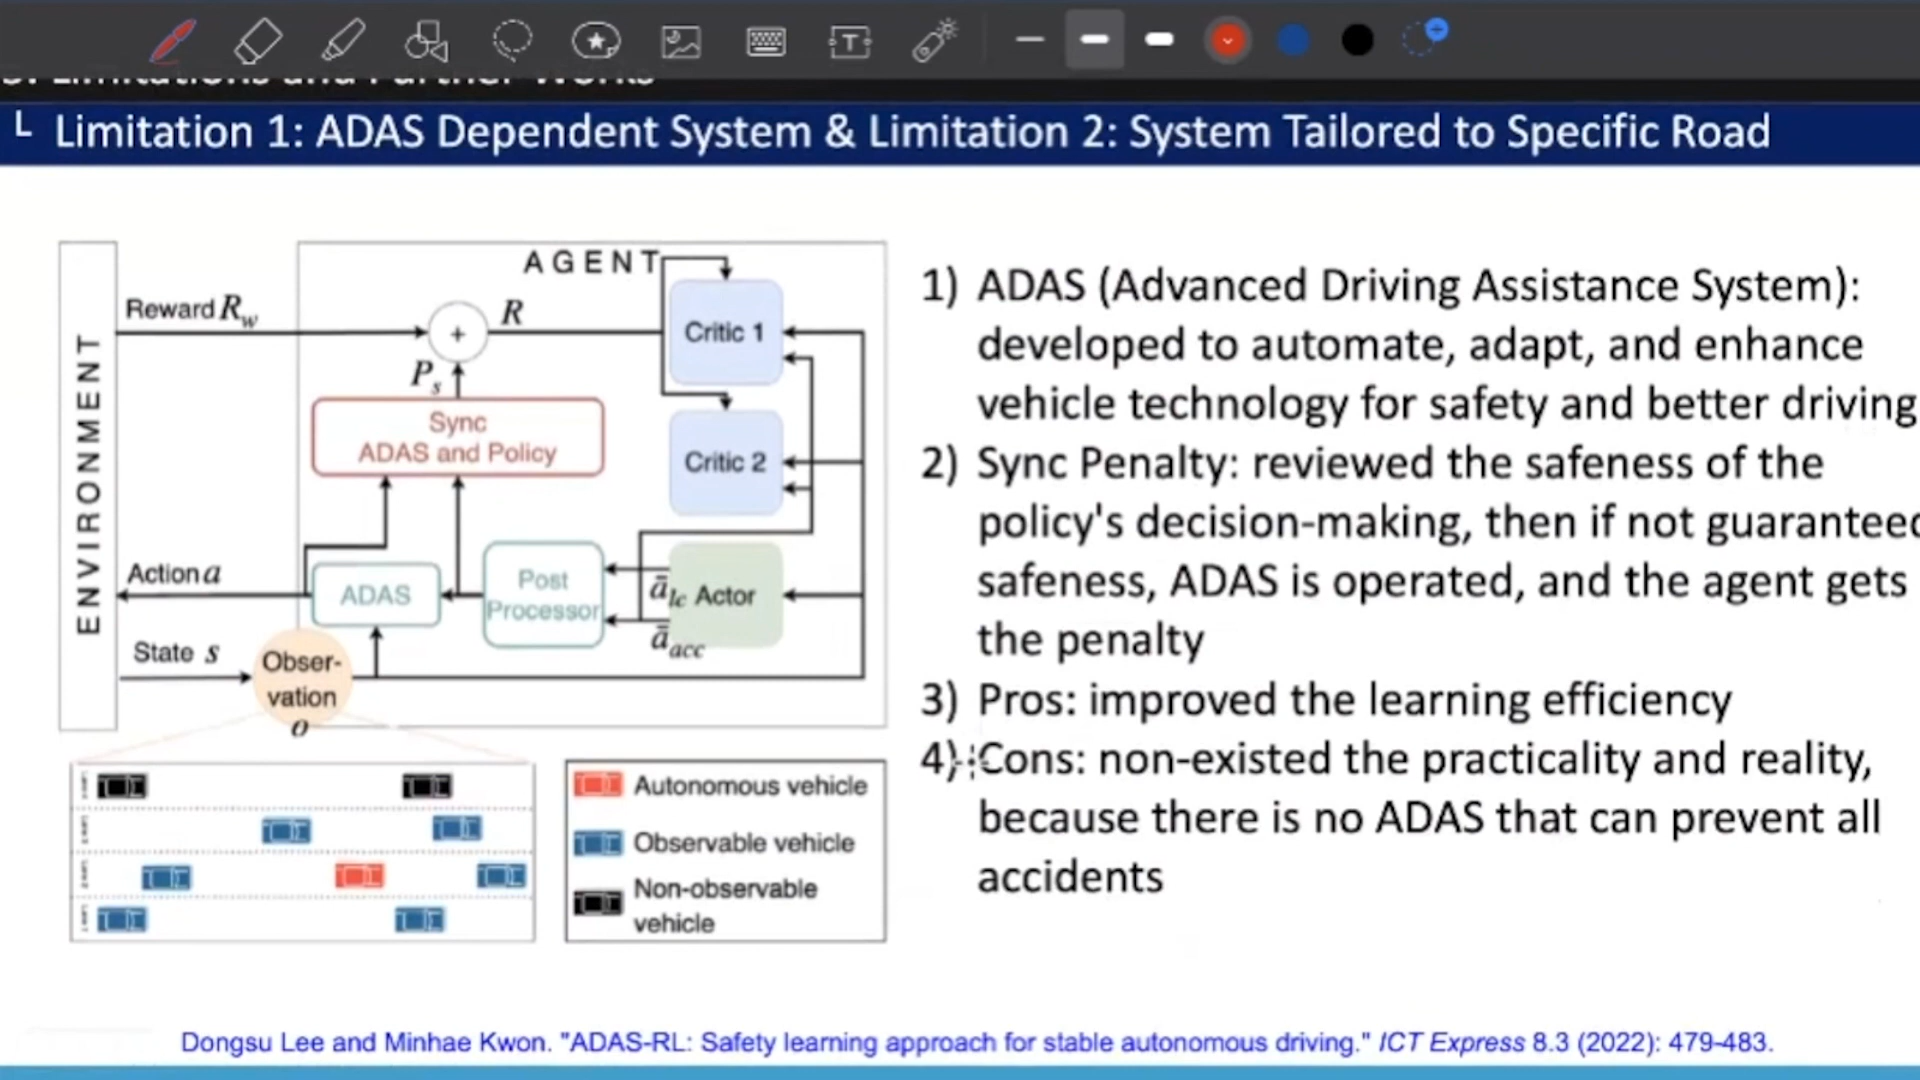 5. Limitations and Further Works
└ Limitation 1: ADAS Dependent System & Limitation 2: System Tailored to Specific Road
ENVIRONMENT
AGENT
Reward R_w
+
R
P_s
Critic 1
Sync
ADAS and Policy
Critic 2
Action a
ADAS
Post
Processor
ā_lc Actor
ā_acc
State s
Obser-
vation
o
Autonomous vehicle
Observable vehicle
Non-observable
vehicle
1) ADAS (Advanced Driving Assistance System):
developed to automate, adapt, and enhance
vehicle technology for safety and better driving
2) Sync Penalty: reviewed the safeness of the
policy's decision-making, then if not guaranteed
safeness, ADAS is operated, and the agent gets
the penalty
3) Pros: improved the learning efficiency
4) Cons: non-existed the practicality and reality,
because there is no ADAS that can prevent all
accidents
Dongsu Lee and Minhae Kwon. "ADAS-RL: Safety learning approach for stable autonomous driving." ICT Express 8.3 (2022): 479-483.